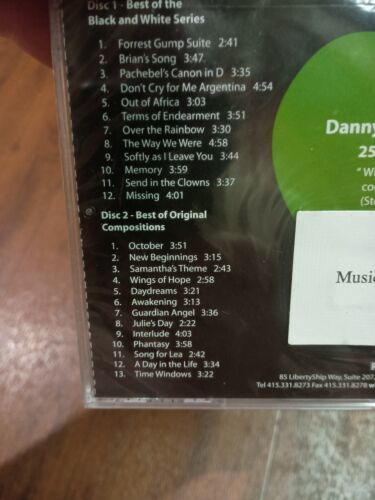 Disc 1 - Best of the
Black and White Series
1. Forrest Gump Suite 2:41
2. Brian's Song 3:47
3. Pachebel's Canon in D 3:35
4. Don't Cry for Me Argentina 4:54
5. Out of Africa 3:03
6. Terms of Endearment 3:51
7. Over the Rainbow 3:30
8. The Way We Were 4:58
9. Softly as I Leave You 3:44
10. Memory 3:59
11. Send in the Clowns 3:37
12. Missing 4:01
Disc 2 - Best of Original
Compositions
1. October 3:51
2. New Beginnings 3:15
3. Samantha's Theme 2:43
4. Wings of Hope 2:58
5. Daydreams 3:21
6. Awakening 3:13
7. Guardian Angel 3:36
8. Julie's Day 2:22
9. Interlude 4:03
10. Phantasy 3:58
11. Song for Lea 2:42
12. A Day in the Life 3:34
13. Time Windows 3:22
Danny
25
(St
Music
85 LibertyShip Way, Suite 207
Tel 415.331.8273 Fax 415.331.8278 w